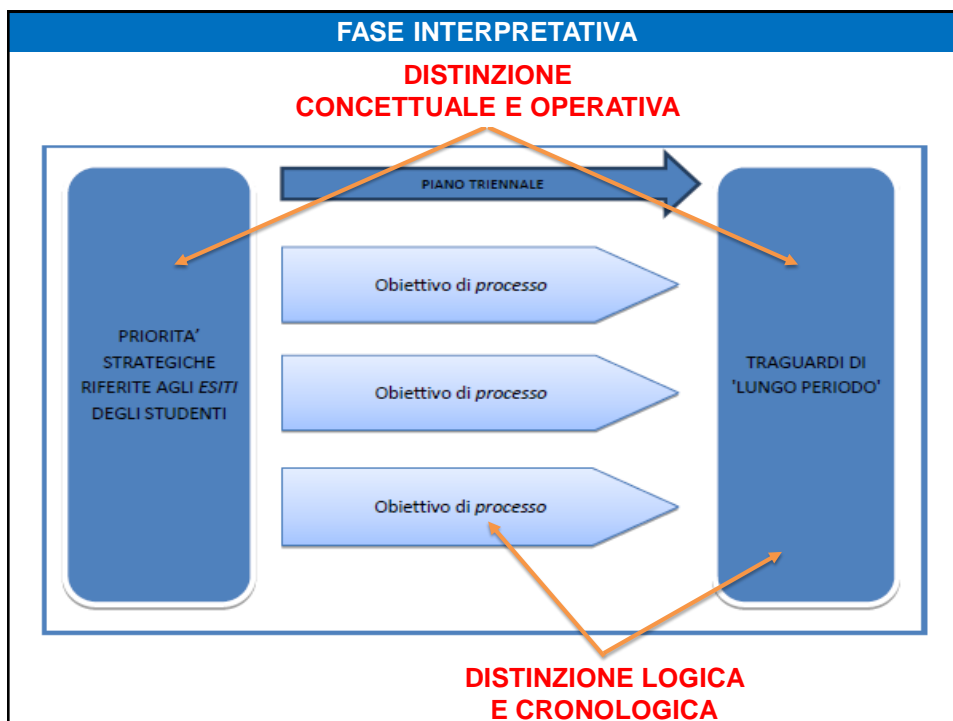 FASE INTERPRETATIVA
DISTINZIONE
CONCETTUALE E OPERATIVA
PIANO TRIENNALE
Obiettivo di processo
PRIORITA’
STRATEGICHE
RIFERITE AGLI ESITI
DEGLI STUDENTI
Obiettivo di processo
TRAGUARDI DI
'LUNGO PERIODO'
Obiettivo di processo
DISTINZIONE LOGICA
E CRONOLOGICA